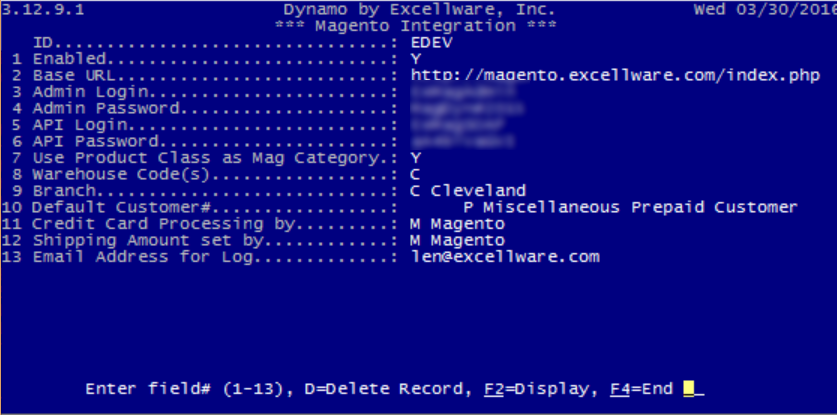 3.12.9.1 Dynamo by Excellware, Inc. Wed 03/30/2016
*** Magento Integration ***
ID................................: EDEV
1 Enabled...........................: Y
2 Base URL..........................: http://magento.excellware.com/index.php
3 Admin Login.......................:
4 Admin Password....................:
5 API Login.........................:
6 API Password......................:
7 Use Product Class as Mag Category.: Y
8 Warehouse Code(s).................: C
9 Branch............................: C Cleveland
10 Default Customer#.................: P Miscellaneous Prepaid Customer
11 Credit Card Processing by.........: M Magento
12 Shipping Amount set by............: M Magento
13 Email Address for Log.............: len@excellware.com
Enter field# (1-13), D=Delete Record, F2=Display, F4=End